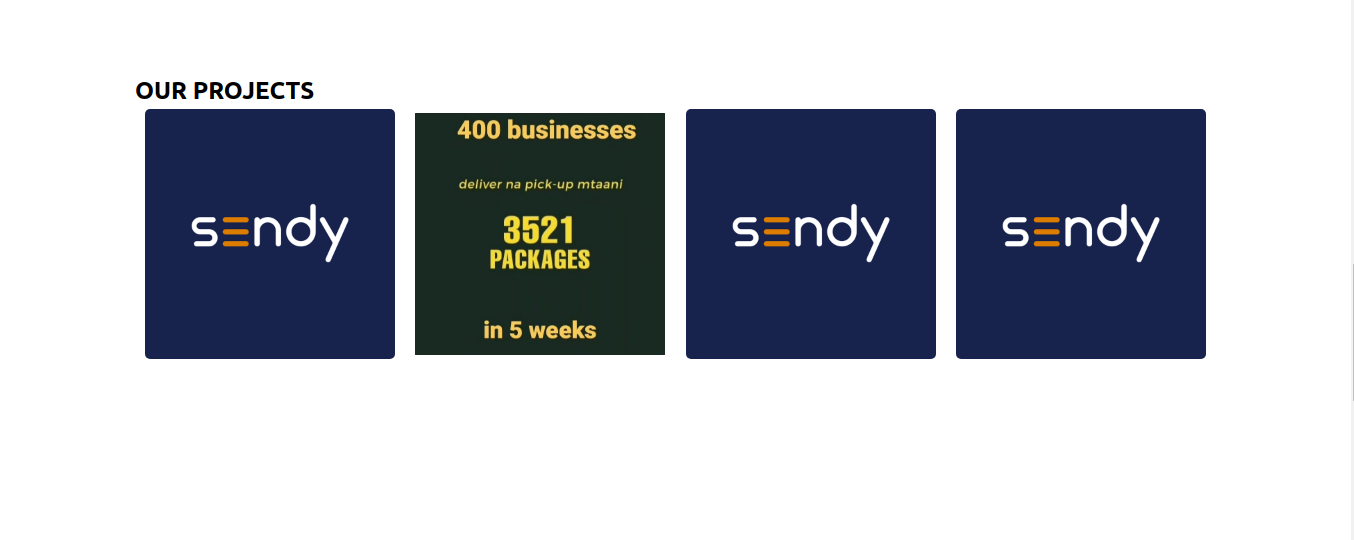 OUR PROJECTS
sendy
400 businesses
deliver na pick-up mtaani
3521
PACKAGES
in 5 weeks
sendy
sendy